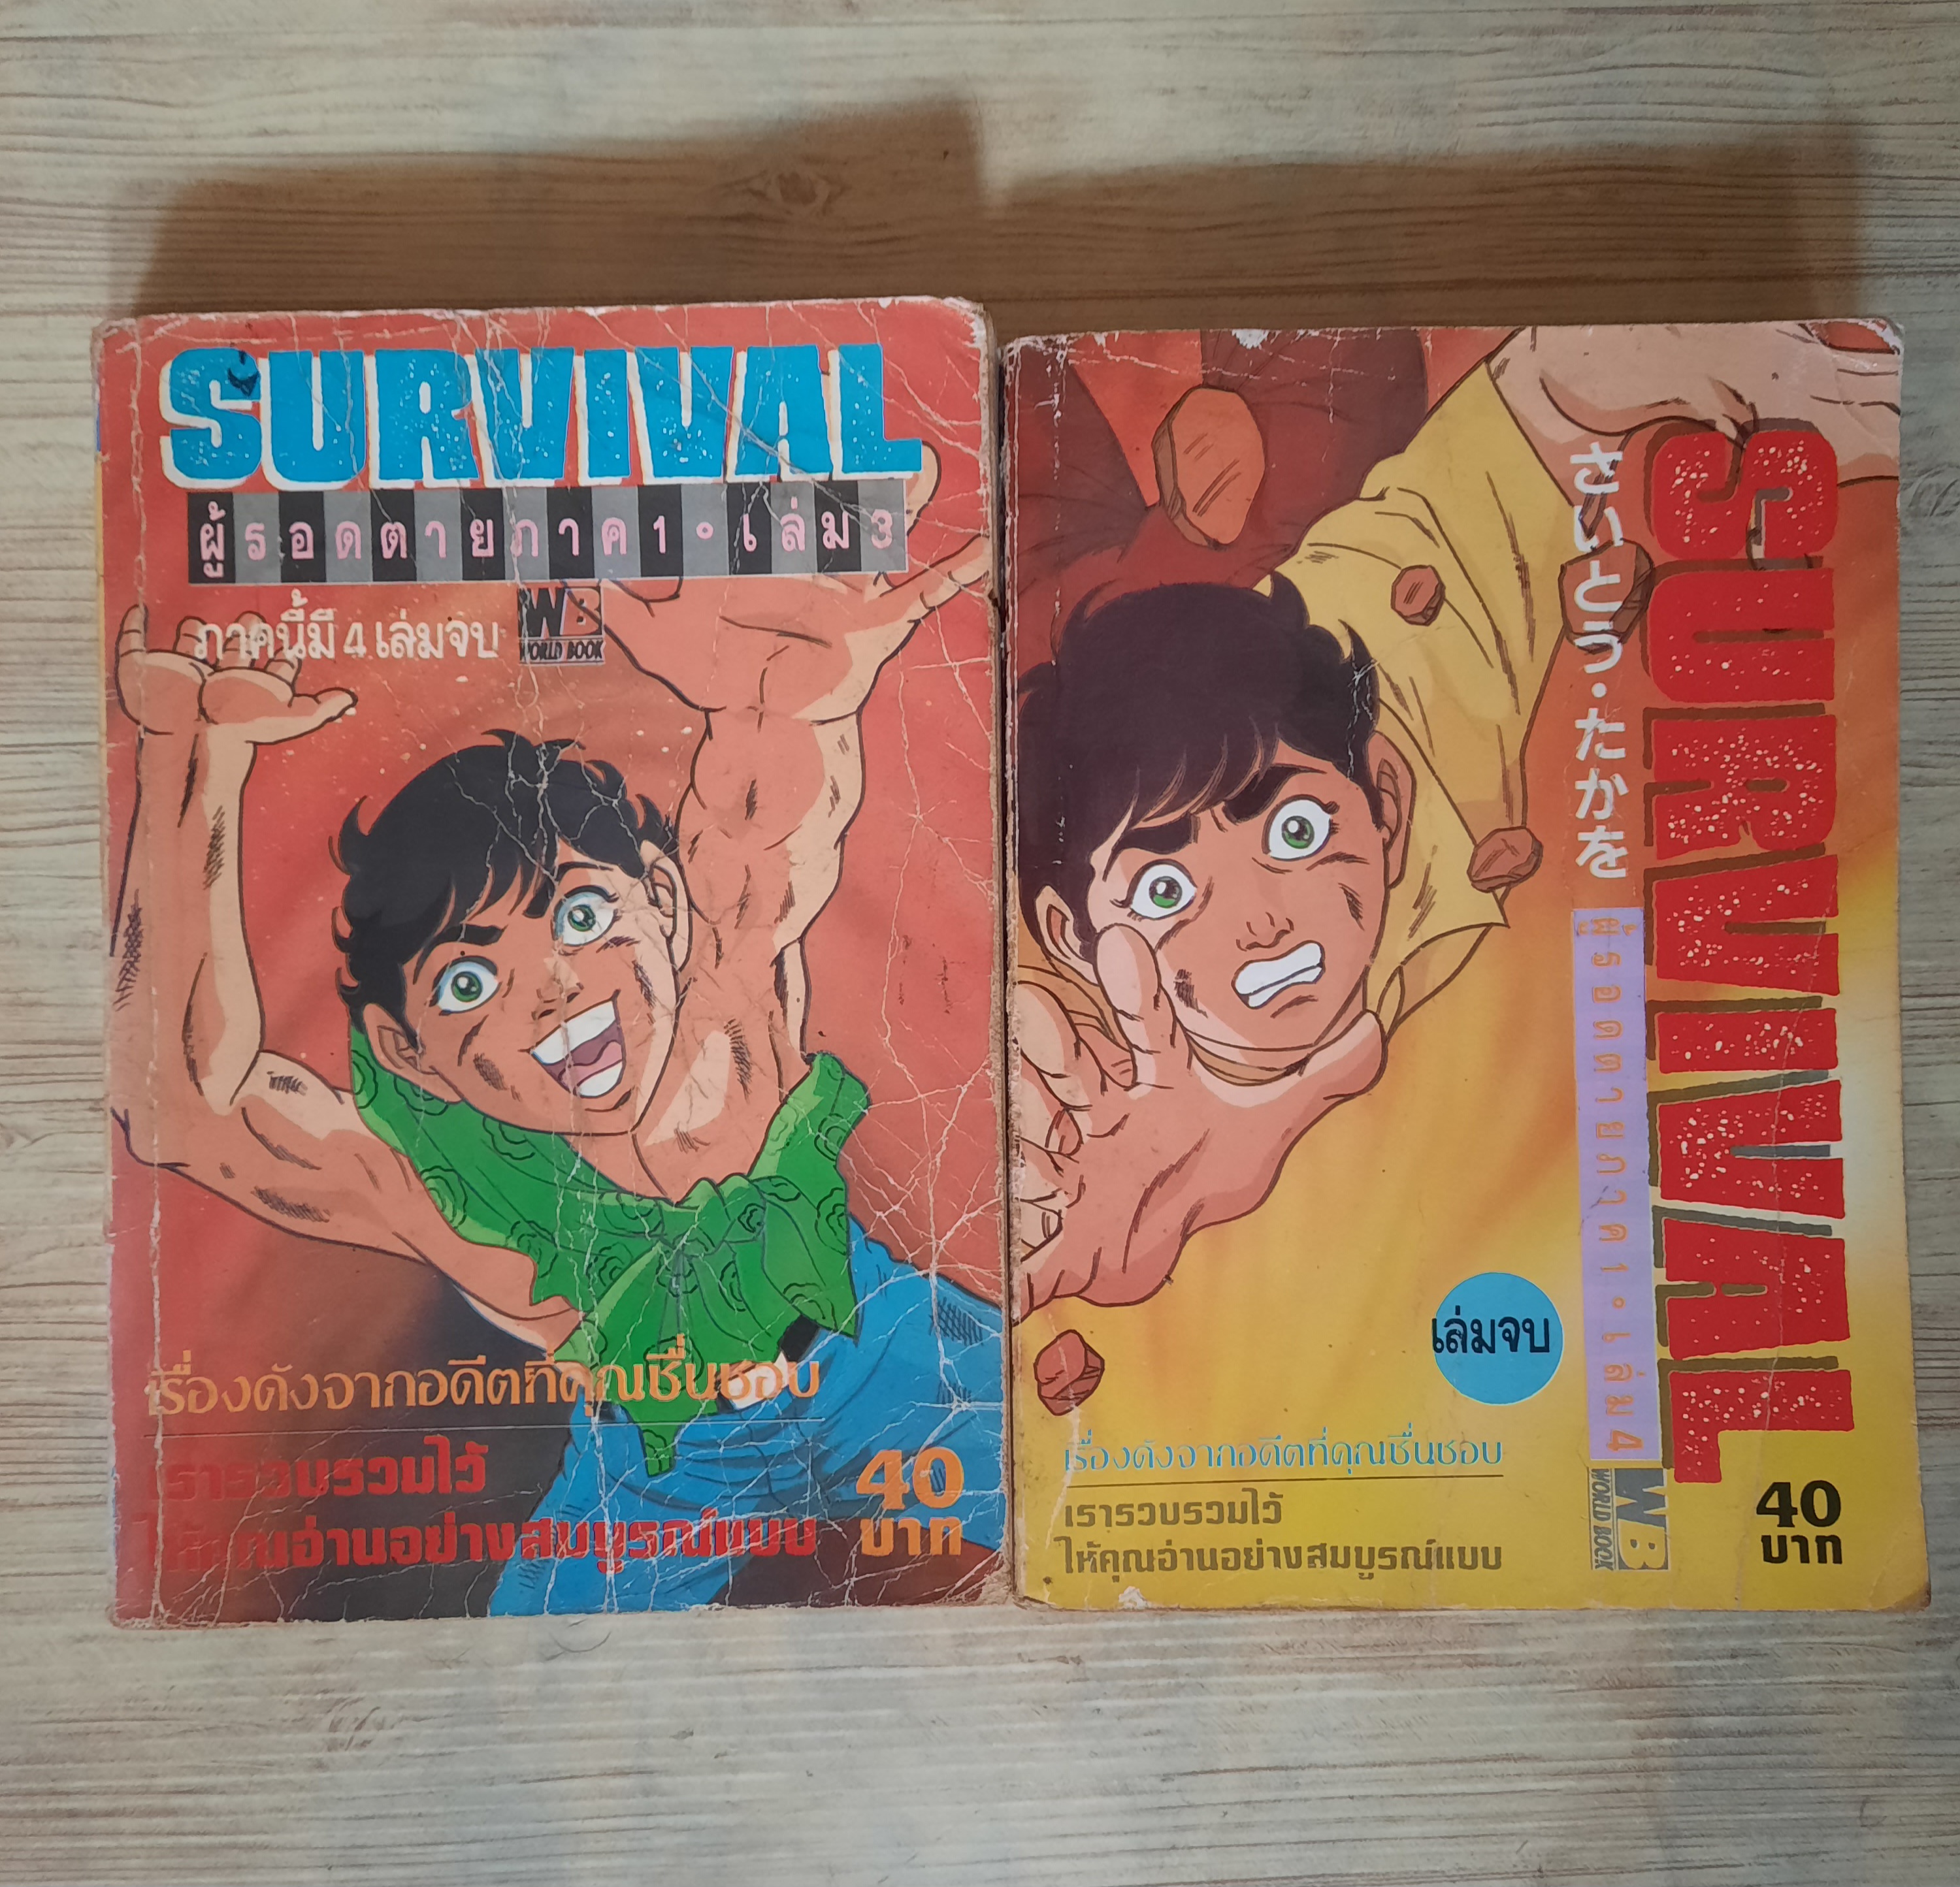 SURVIVAL
ผู้รอดตายภาค1•เล่ม3
ภาคนี้มี 4 เล่มจบ
WB
WORLD BOOK
เรื่องดังจากอดีตที่คุณชื่นชอบ
เรารวบรวมไว้
ให้คุณอ่านอย่างสมบูรณ์แบบ
40
บาท
SURVIVAL
さいとう・たかを
ผู้รอดตายภาค1•เล่ม4
WB
WORLD BOOK
เล่มจบ
เรื่องดังจากอดีตที่คุณชื่นชอบ
เรารวบรวมไว้
ให้คุณอ่านอย่างสมบูรณ์แบบ
40
บาท